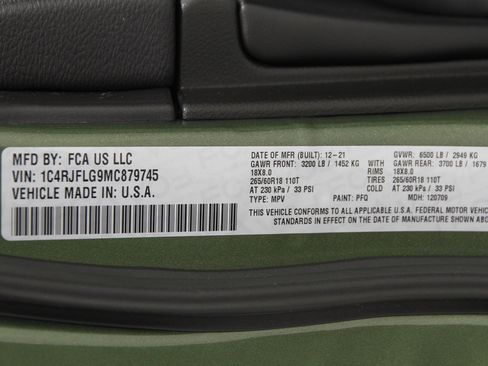 MFD BY: FCA US LLC
VIN: 1C4RJFLG9MC879745
VEHICLE MADE IN: U.S.A.
DATE OF MFR (BUILT): 12-21 GVWR: 6500 LB / 2949 KG
GAWR FRONT: 3200 LB / 1452 KG WITH GAWR REAR: 3700 LB / 1679
18X8.0 RIMS 18X8.0
265/60R18 110T TIRES 265/60R18 110T
AT 230 kPa / 33 PSI AT 230 kPa / 33 PSI
TYPE: MPV PAINT: PFQ MDH: 120709
THIS VEHICLE CONFORMS TO ALL APPLICABLE U.S.A. FEDERAL MOTOR VEHIC
STANDARDS IN EFFECT ON THE DATE OF MANUFACTURE SHOWN ABO